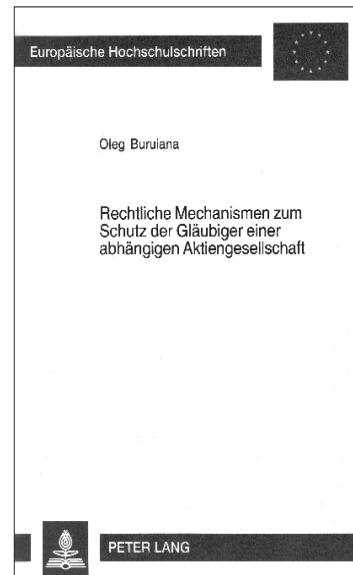 Europäische Hochschulschriften
Oleg Buruiana
Rechtliche Mechanismen zum
Schutz der Gläubiger einer
abhängigen Aktiengesellschaft
PETER LANG